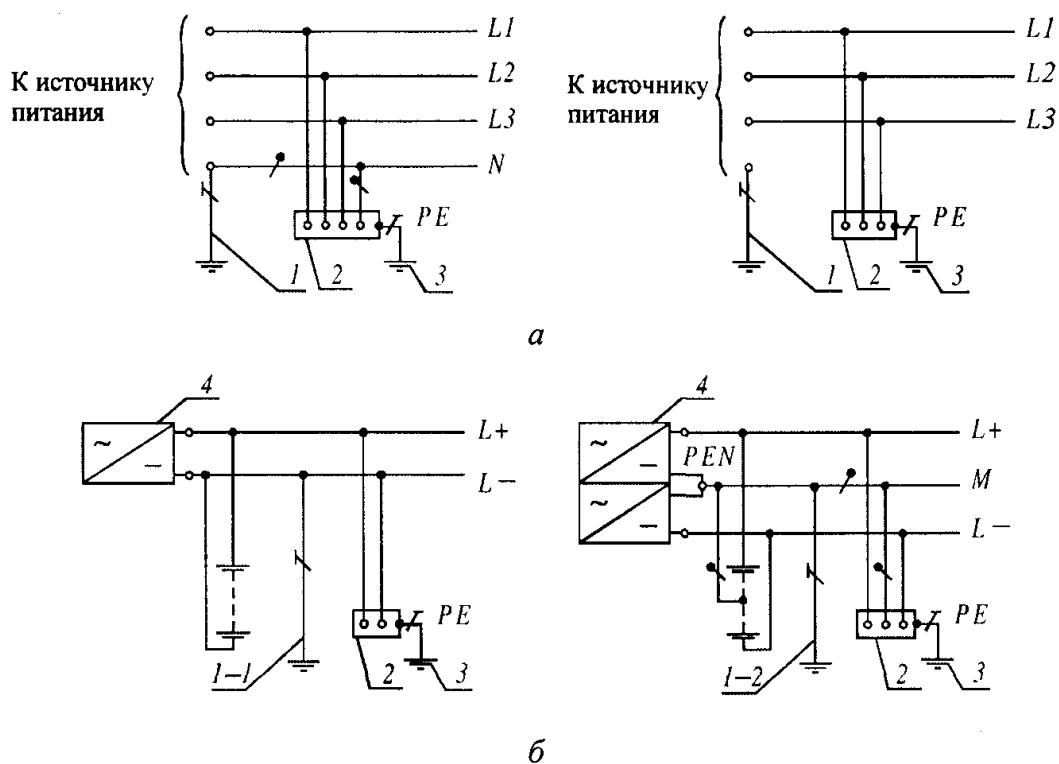 К источнику
питания
L1
L2
L3
N
PE
1
2
3
К источнику
питания
L1
L2
L3
PE
1
2
3
а
4
~
–
L+
L–
PE
1–1
2
3
4
~
–
~
–
PEN
L+
M
L–
PE
1–2
2
3
б